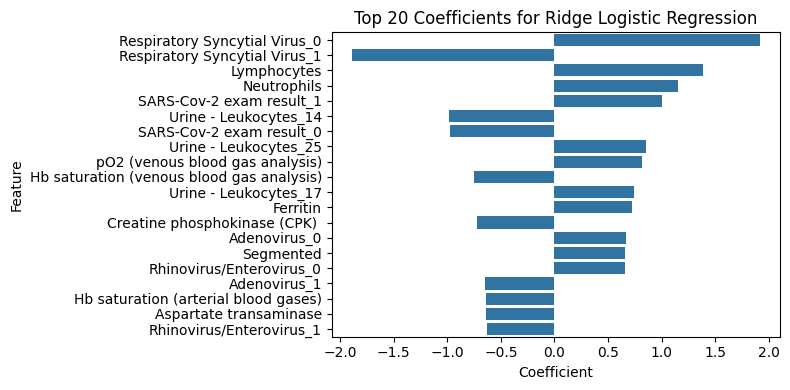 Top 20 Coefficients for Ridge Logistic Regression
Respiratory Syncytial Virus_0
Respiratory Syncytial Virus_1
Lymphocytes
Neutrophils
SARS-Cov-2 exam result_1
Urine - Leukocytes_14
SARS-Cov-2 exam result_0
Urine - Leukocytes_25
pO2 (venous blood gas analysis)
Hb saturation (venous blood gas analysis)
Urine - Leukocytes_17
Ferritin
Creatine phosphokinase (CPK)
Adenovirus_0
Segmented
Rhinovirus/Enterovirus_0
Adenovirus_1
Hb saturation (arterial blood gases)
Aspartate transaminase
Rhinovirus/Enterovirus_1
Feature
−2.0 −1.5 −1.0 −0.5 0.0 0.5 1.0 1.5 2.0
Coefficient